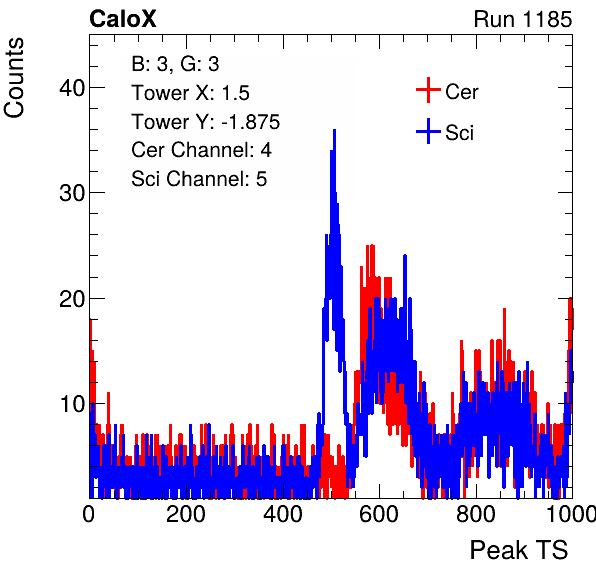 CaloX Run 1185
Counts
B: 3, G: 3
Tower X: 1.5
Tower Y: -1.875
Cer Channel: 4
Sci Channel: 5
Cer
Sci
40
30
20
10
0 200 400 600 800 1000
Peak TS